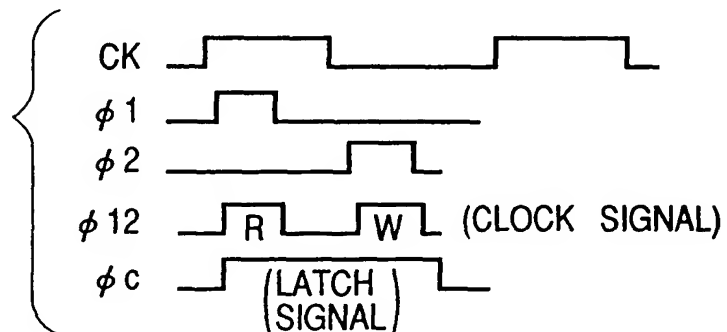 CK
ϕ1
ϕ2
ϕ12 R W (CLOCK SIGNAL)
ϕc (LATCH
SIGNAL)